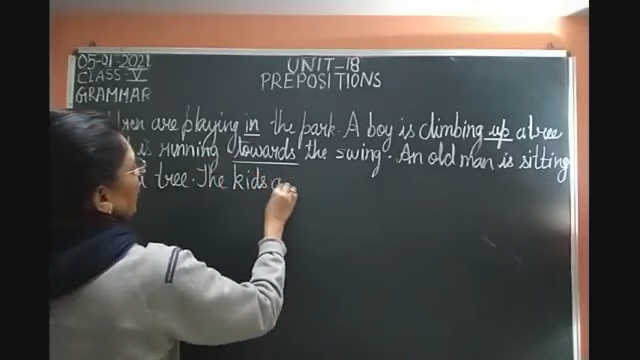 05-01-2021
UNIT-18
CLASS-V
PREPOSITIONS
GRAMMAR
are playing in the park. A boy is climbing up a tree
is running towards the swing. An old man is sitting
tree. The kids